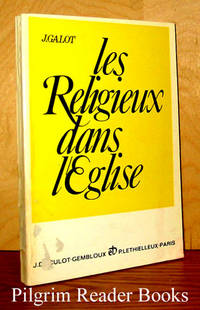 J.GALOT
les
Religieux
dans
l'Eglise
J.DUCULOT-GEMBLOUX P.LETHIELLEUX-PARIS
Pilgrim Reader Books